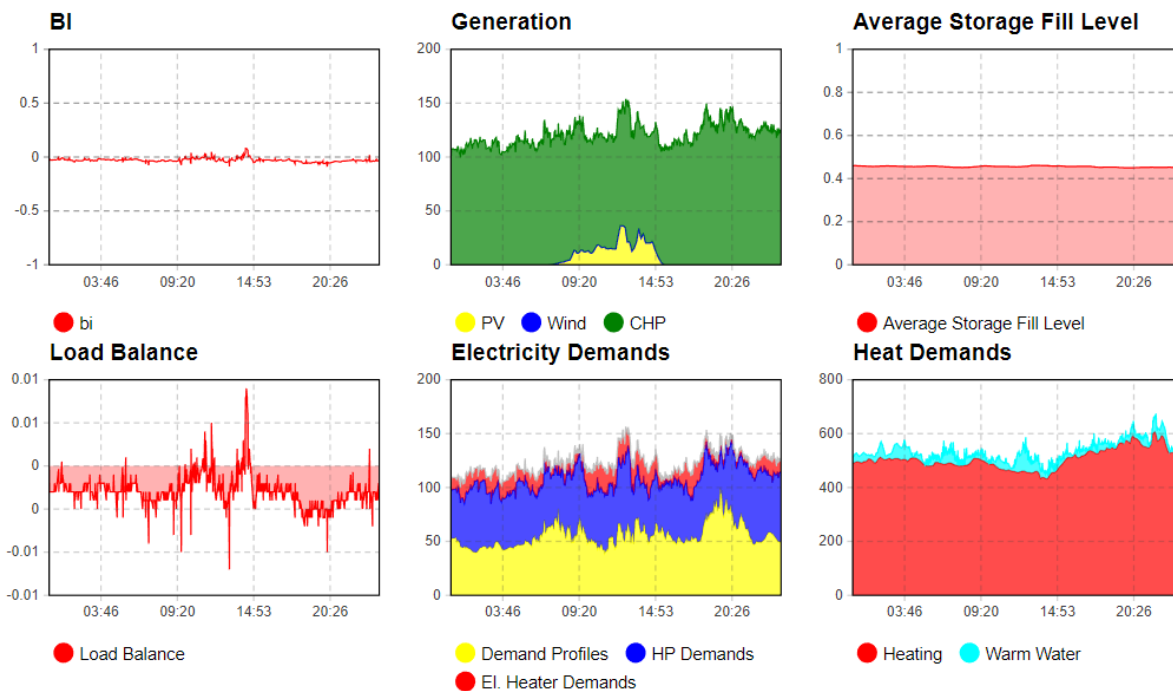 BI
1
0.5
0
-0.5
-1
03:46 09:20 14:53 20:26
bi
Generation
200
150
100
50
0
03:46 09:20 14:53 20:26
PV Wind CHP
Average Storage Fill Level
1
0.8
0.6
0.4
0.2
0
03:46 09:20 14:53 20:26
Average Storage Fill Level
Load Balance
0.01
0.01
0
0
-0.01
-0.01
03:46 09:20 14:53 20:26
Load Balance
Electricity Demands
200
150
100
50
0
03:46 09:20 14:53 20:26
Demand Profiles HP Demands
El. Heater Demands
Heat Demands
800
600
400
200
0
03:46 09:20 14:53 20:26
Heating Warm Water